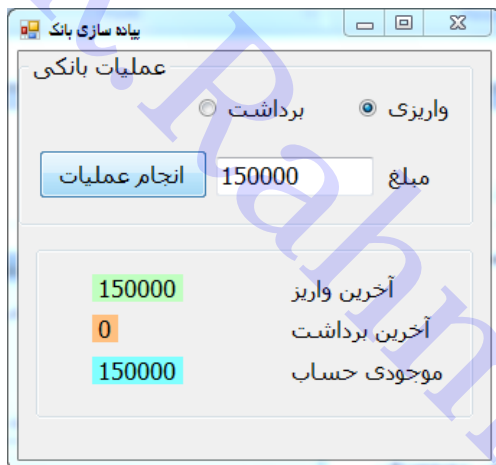 پیاده سازی بانک
عملیات بانکی
واریزی برداشت
مبلغ 150000 انجام عملیات
آخرین واریز 150000
آخرین برداشت 0
موجودی حساب 150000